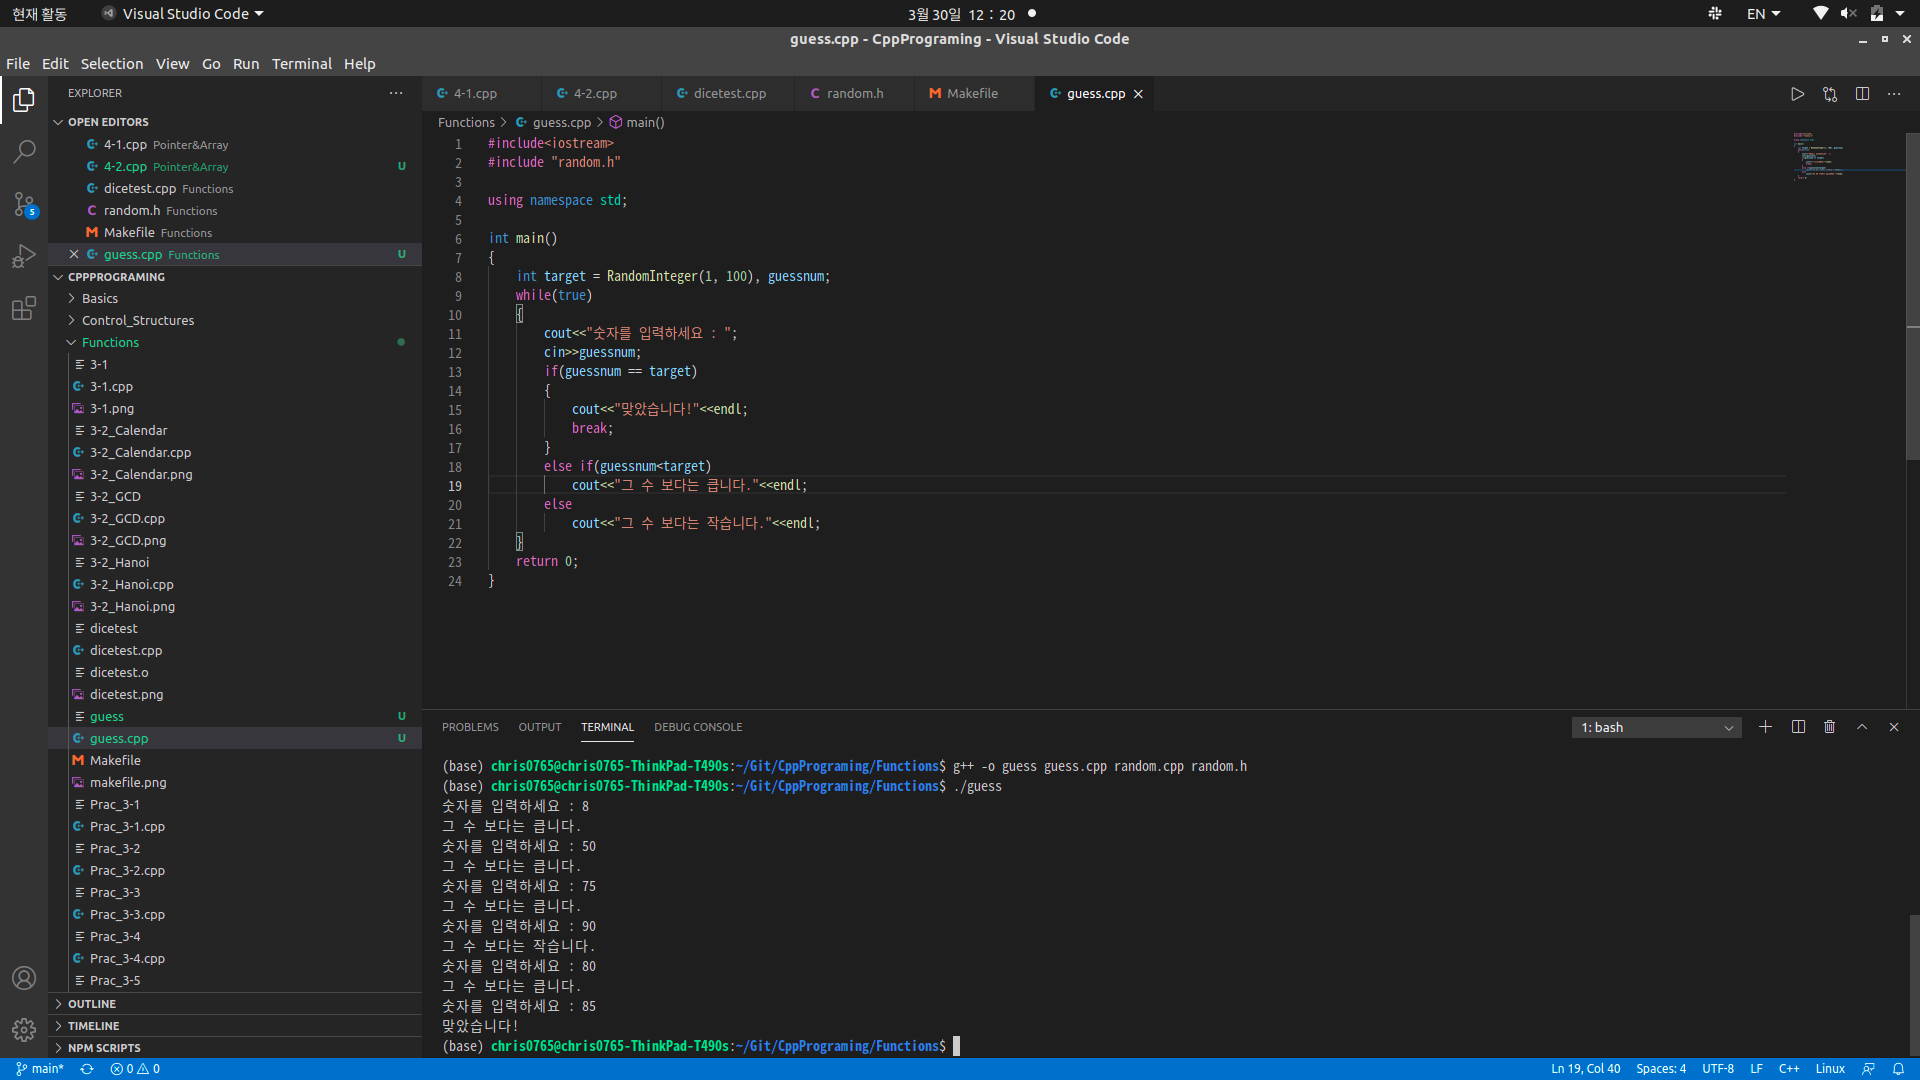 현재 활동
Visual Studio Code
3월 30일 12 : 20
EN
guess.cpp - CppPrograming - Visual Studio Code
File Edit Selection View Go Run Terminal Help
EXPLORER
OPEN EDITORS
4-1.cpp Pointer&Array
4-2.cpp Pointer&Array U
dicetest.cpp Functions
C random.h Functions
M Makefile Functions
guess.cpp Functions U
CPPPROGRAMING
Basics
Control_Structures
Functions
3-1
3-1.cpp
3-1.png
3-2_Calendar
3-2_Calendar.cpp
3-2_Calendar.png
3-2_GCD
3-2_GCD.cpp
3-2_GCD.png
3-2_Hanoi
3-2_Hanoi.cpp
3-2_Hanoi.png
dicetest
dicetest.cpp
dicetest.o
dicetest.png
guess U
guess.cpp U
M Makefile
makefile.png
Prac_3-1
Prac_3-1.cpp
Prac_3-2
Prac_3-2.cpp
Prac_3-3
Prac_3-3.cpp
Prac_3-4
Prac_3-4.cpp
Prac_3-5
OUTLINE
TIMELINE
NPM SCRIPTS
5
4-1.cpp 4-2.cpp dicetest.cpp C random.h M Makefile guess.cpp
Functions > guess.cpp > main()
1 #include<iostream>
2 #include "random.h"
3
4 using namespace std;
5
6 int main()
7 {
8 int target = RandomInteger(1, 100), guessnum;
9 while(true)
10 {
11 cout<<"숫자를 입력하세요 : ";
12 cin>>guessnum;
13 if(guessnum == target)
14 {
15 cout<<"맞았습니다!"<<endl;
16 break;
17 }
18 else if(guessnum<target)
19 cout<<"그 수 보다는 큽니다."<<endl;
20 else
21 cout<<"그 수 보다는 작습니다."<<endl;
22 }
23 return 0;
24 }
PROBLEMS OUTPUT TERMINAL DEBUG CONSOLE
1: bash
(base) chris0765@chris0765-ThinkPad-T490s:~/Git/CppPrograming/Functions$ g++ -o guess guess.cpp random.cpp random.h
(base) chris0765@chris0765-ThinkPad-T490s:~/Git/CppPrograming/Functions$ ./guess
숫자를 입력하세요 : 8
그 수 보다는 큽니다.
숫자를 입력하세요 : 50
그 수 보다는 큽니다.
숫자를 입력하세요 : 75
그 수 보다는 큽니다.
숫자를 입력하세요 : 90
그 수 보다는 작습니다.
숫자를 입력하세요 : 80
그 수 보다는 큽니다.
숫자를 입력하세요 : 85
맞았습니다!
(base) chris0765@chris0765-ThinkPad-T490s:~/Git/CppPrograming/Functions$
main* 0 0 Ln 19, Col 40 Spaces: 4 UTF-8 LF C++ Linux